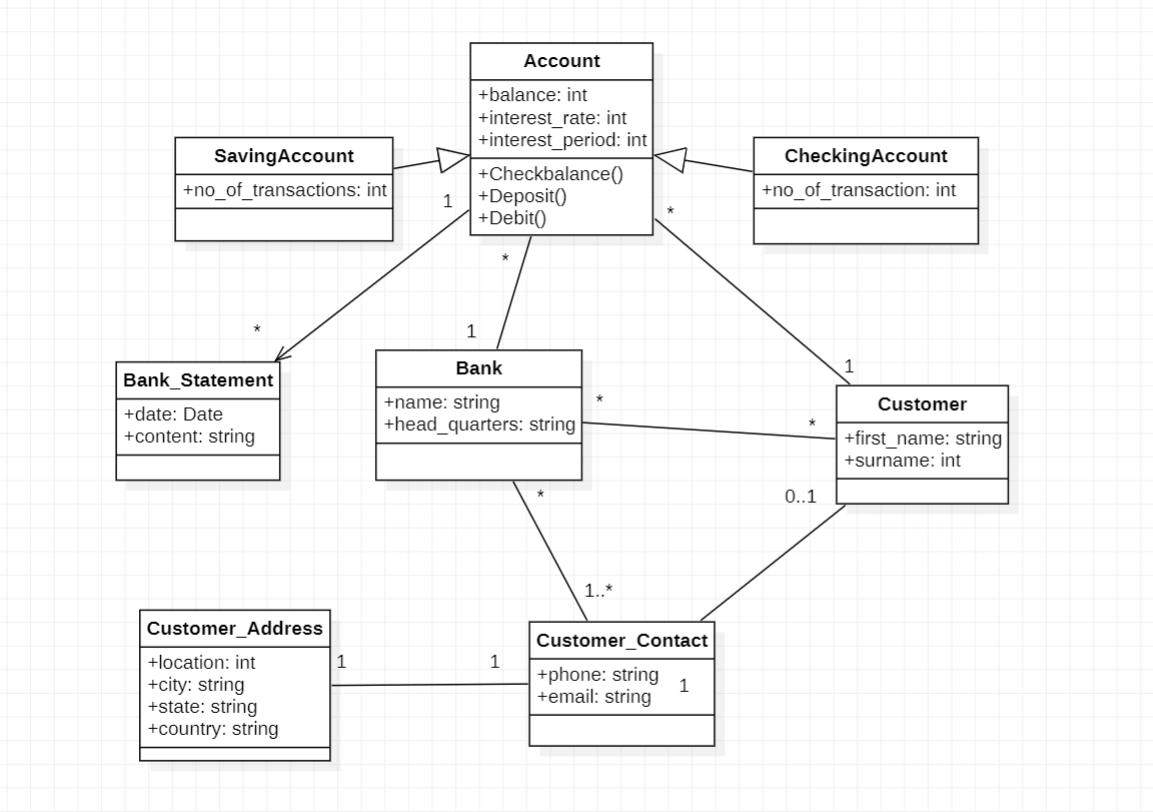 Account
+balance: int
+interest_rate: int
+interest_period: int
+Checkbalance()
+Deposit()
+Debit()
SavingAccount
+no_of_transactions: int
CheckingAccount
+no_of_transaction: int
1
*
*
*
1
1
Bank_Statement
+date: Date
+content: string
Bank
+name: string
+head_quarters: string
*
*
Customer
+first_name: string
+surname: int
*
0..1
1..*
Customer_Address
+location: int
+city: string
+state: string
+country: string
1
1
Customer_Contact
+phone: string
+email: string
1